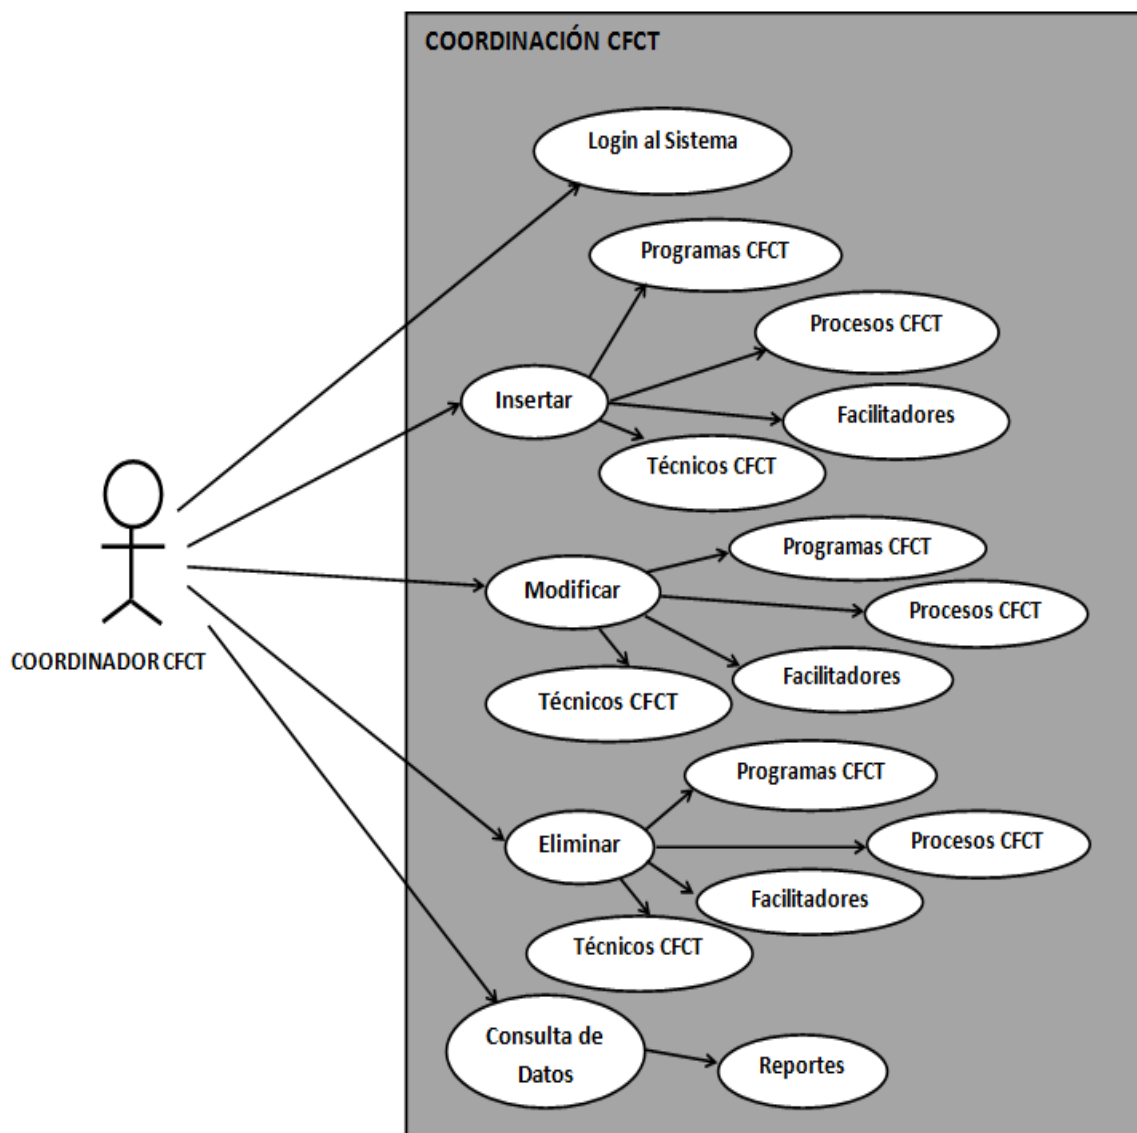 COORDINACIÓN CFCT
Login al Sistema
Programas CFCT
Procesos CFCT
Insertar
Facilitadores
Técnicos CFCT
Programas CFCT
Modificar
Procesos CFCT
COORDINADOR CFCT
Facilitadores
Técnicos CFCT
Programas CFCT
Eliminar
Procesos CFCT
Facilitadores
Técnicos CFCT
Consulta de
Datos
Reportes